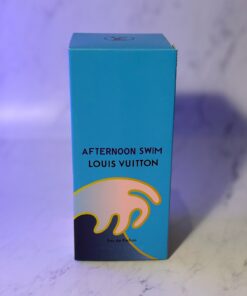 AFTERNOON SWIM
LOUIS VUITTON
Eau de Parfum